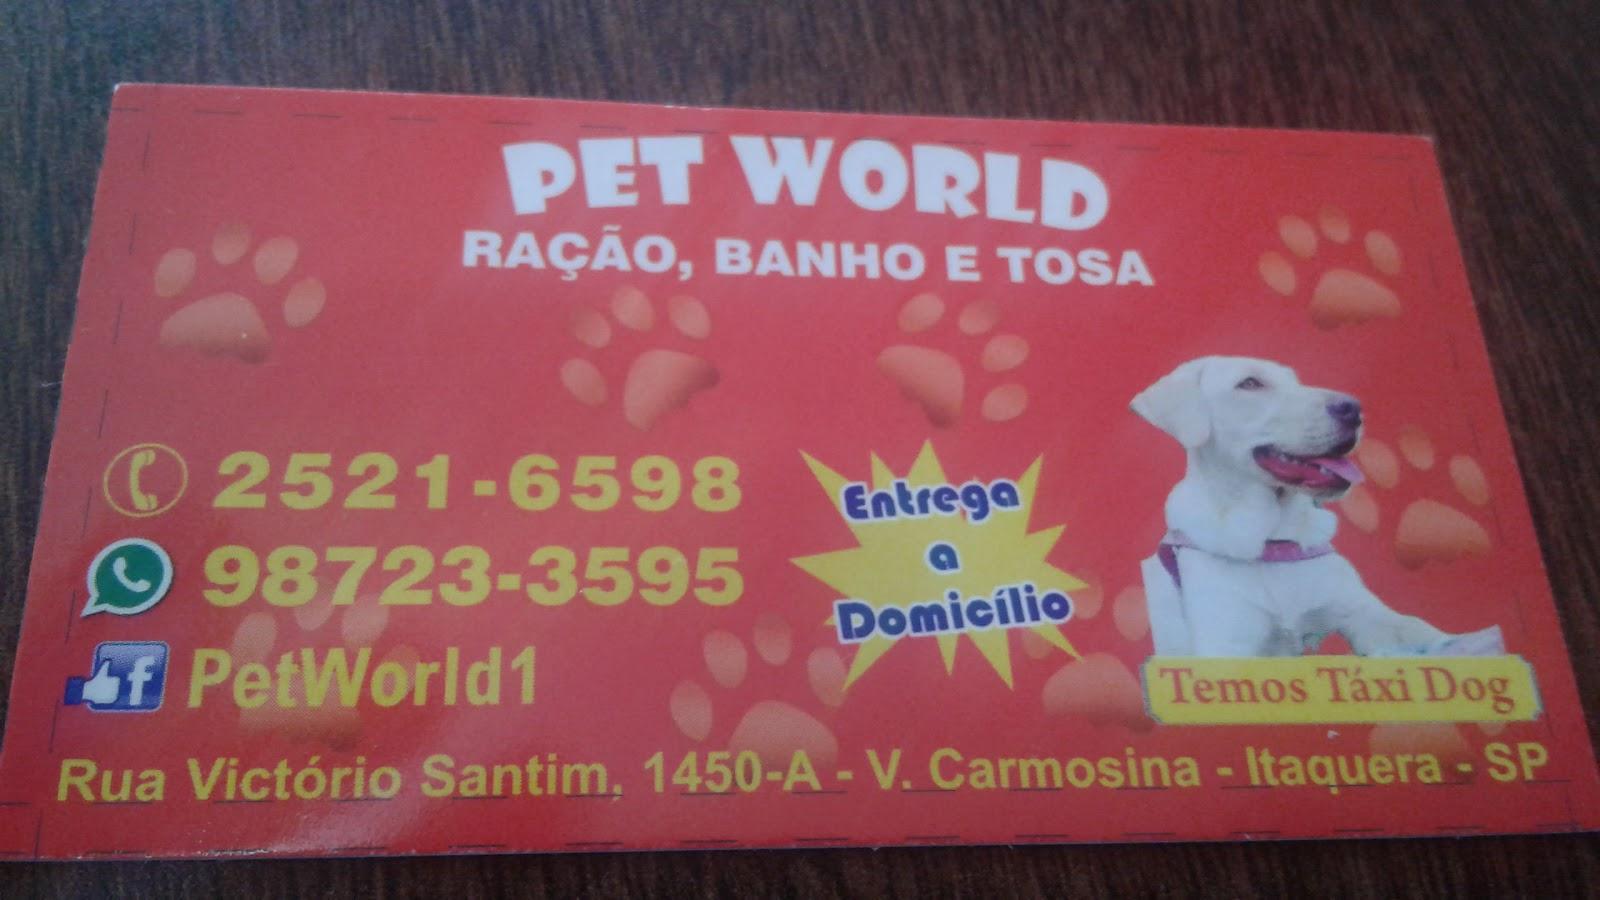 PET WORLD
RAÇÃO, BANHO E TOSA
2521-6598
98723-3595
f PetWorld1
Entrega
a
Domicílio
Temos Táxi Dog
Rua Victório Santim, 1450-A - V. Carmosina - Itaquera - SP